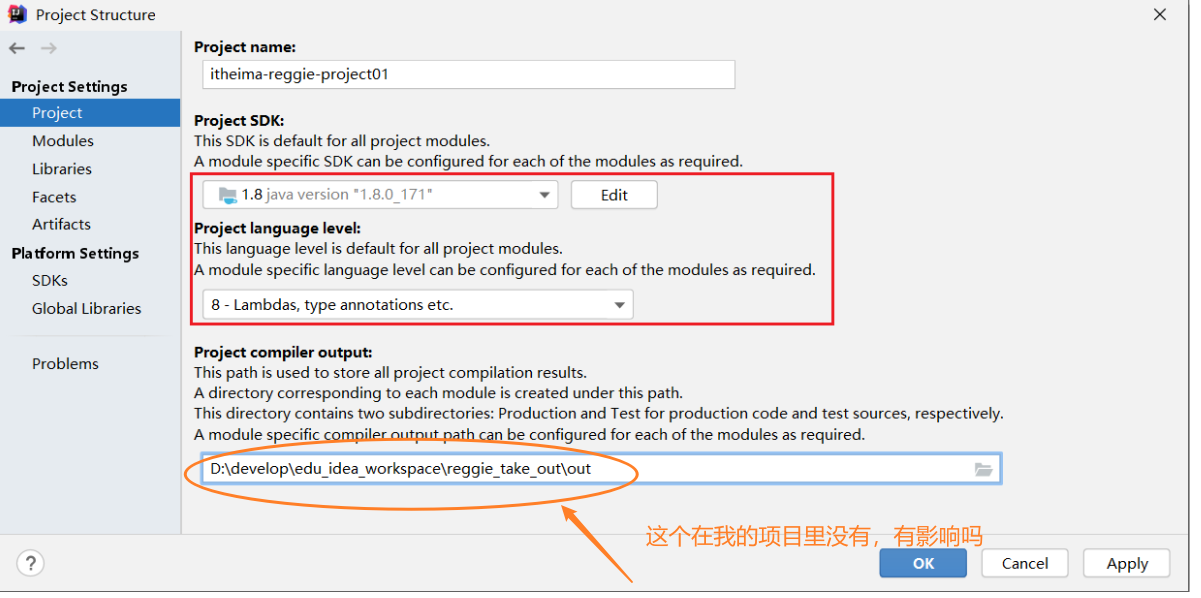 Project Structure
Project name:
itheima-reggie-project01
Project Settings
Project
Modules
Libraries
Facets
Artifacts
Platform Settings
SDKs
Global Libraries
Problems
Project SDK:
This SDK is default for all project modules.
A module specific SDK can be configured for each of the modules as required.
1.8 java version "1.8.0_171"
Edit
Project language level:
This language level is default for all project modules.
A module specific language level can be configured for each of the modules as required.
8 - Lambdas, type annotations etc.
Project compiler output:
This path is used to store all project compilation results.
A directory corresponding to each module is created under this path.
This directory contains two subdirectories: Production and Test for production code and test sources, respectively.
A module specific compiler output path can be configured for each of the modules as required.
D:\develop\edu_idea_workspace\reggie_take_out\out
这个在我的项目里没有，有影响吗
?
OK
Cancel
Apply